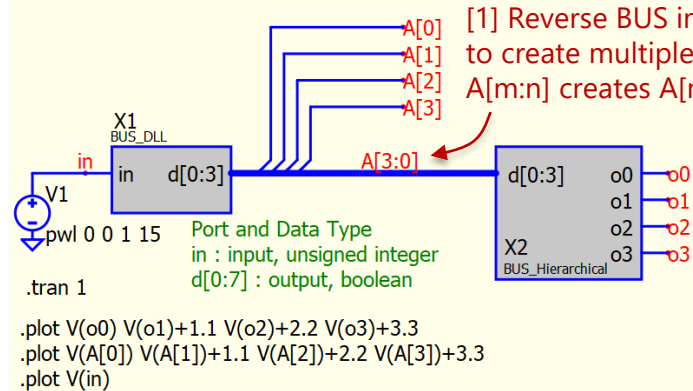 A[0]
A[1]
A[2]
A[3]
[1] Reverse BUS
to create multiple
A[m:n] creates
X1
BUS_DLL
in
in
d[0:3]
A[3:0]
d[0:3]
o0
o1
o2
o3
o0
o1
o2
o3
X2
BUS_Hierarchical
V1
pwl 0 0 1 15
Port and Data Type
in : input, unsigned integer
d[0:7] : output, boolean
.tran 1
.plot V(o0) V(o1)+1.1 V(o2)+2.2 V(o3)+3.3
.plot V(A[0]) V(A[1])+1.1 V(A[2])+2.2 V(A[3])+3.3
.plot V(in)